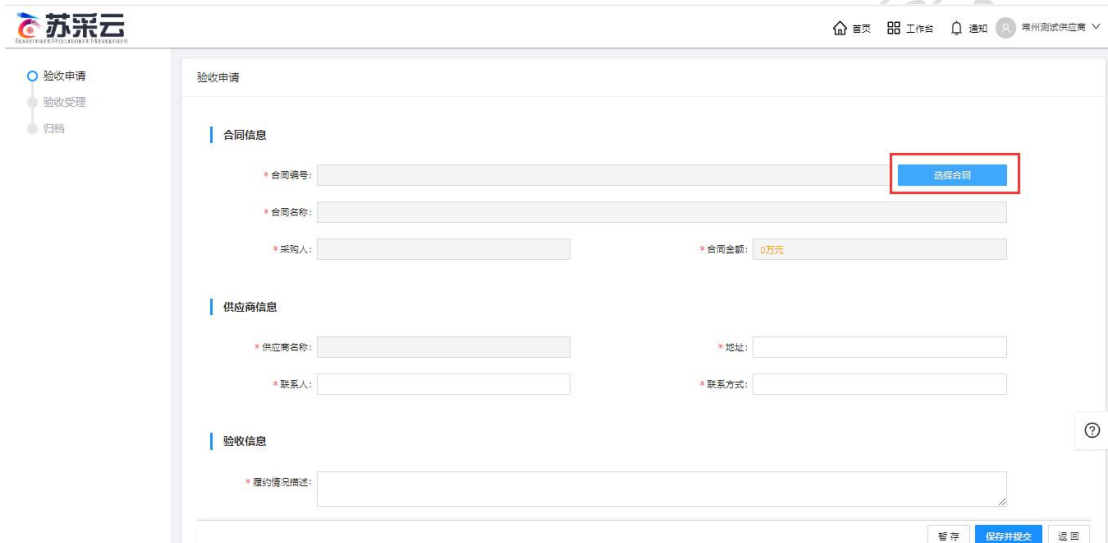 苏采云
Government Procurement Management
首页 工作台 通知 常州测试供应商
验收申请
验收受理
归档
验收申请
合同信息
* 合同编号:
选择合同
* 合同名称:
* 采购人:
* 合同金额: 0万元
供应商信息
* 供应商名称:
* 地址:
* 联系人:
* 联系方式:
验收信息
* 履约情况描述:
暂存 保存并提交 返回